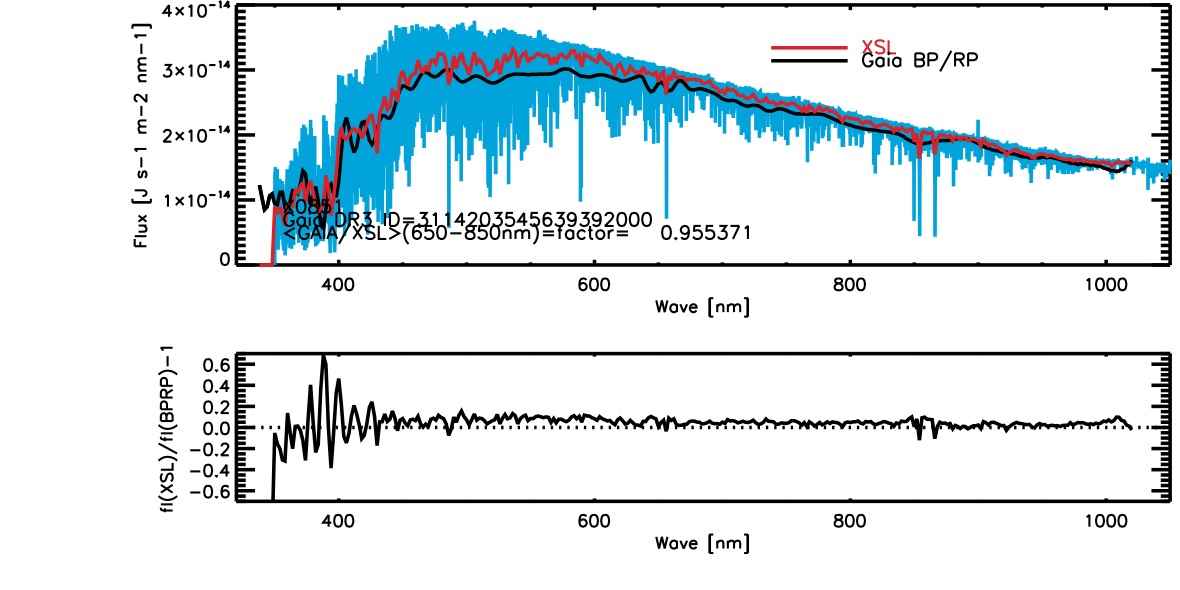 4×10⁻¹⁴
3×10⁻¹⁴
2×10⁻¹⁴
1×10⁻¹⁴
0
Flux [J s−1 m−2 nm−1]
XSL
Gaia BP/RP
X0851
Gaia DR3 ID=3114203545639392000
<GAIA/XSL>(650−850nm)=factor= 0.955371
400 600 800 1000
Wave [nm]
fl(XSL)/fl(BPRP)−1
0.6
0.4
0.2
0.0
−0.2
−0.4
−0.6
400 600 800 1000
Wave [nm]